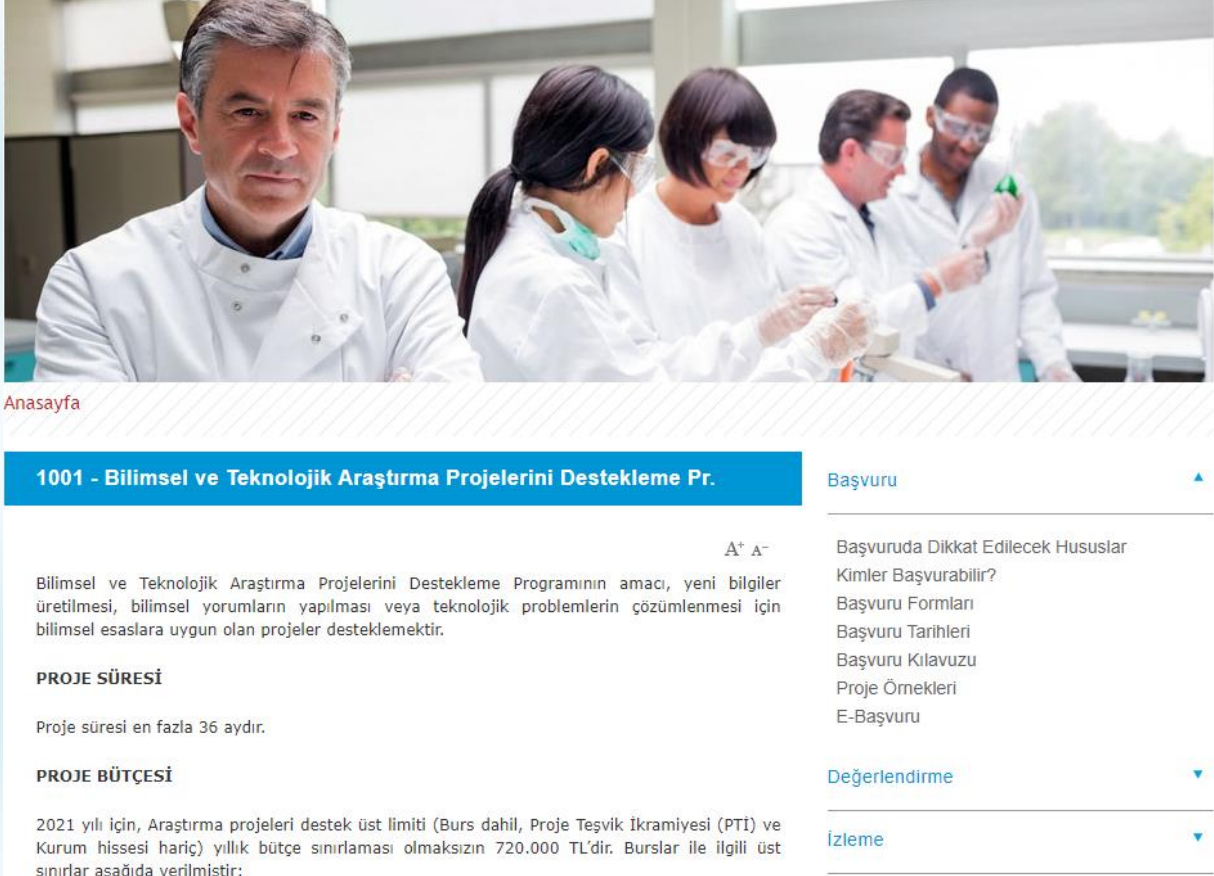 Anasayfa
1001 - Bilimsel ve Teknolojik Araştırma Projelerini Destekleme Pr.
A+ A-
Bilimsel ve Teknolojik Araştırma Projelerini Destekleme Programının amacı, yeni bilgiler
üretilmesi, bilimsel yorumların yapılması veya teknolojik problemlerin çözümlenmesi için
bilimsel esaslara uygun olan projeler desteklemektir.
PROJE SÜRESİ
Proje süresi en fazla 36 aydır.
PROJE BÜTÇESİ
2021 yılı için, Araştırma projeleri destek üst limiti (Burs dahil, Proje Teşvik İkramiyesi (PTİ) ve
Kurum hissesi hariç) yıllık bütçe sınırlaması olmaksızın 720.000 TL'dir. Burslar ile ilgili üst
sınırlar aşağıda verilmiştir:
Başvuru
Başvuruda Dikkat Edilecek Hususlar
Kimler Başvurabilir?
Başvuru Formları
Başvuru Tarihleri
Başvuru Kılavuzu
Proje Örnekleri
E-Başvuru
Değerlendirme
İzleme